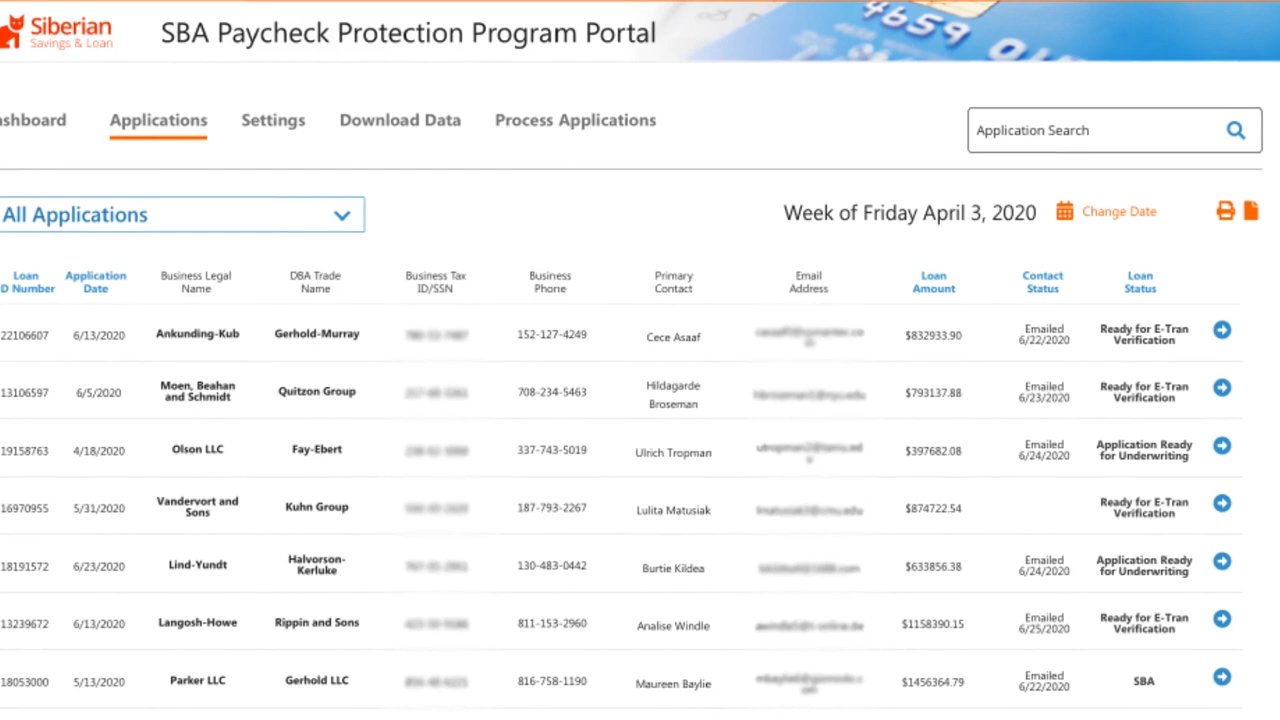 Siberian
Savings & Loan
SBA Paycheck Protection Program Portal
4659
ashboard Applications Settings Download Data Process Applications
Application Search
All Applications
Week of Friday April 3, 2020 Change Date
Loan Application Business Legal DBA Trade Business Tax Business Primary Email Loan Contact Loan
D Number Date Name Name ID/SSN Phone Contact Address Amount Status Status
22106607 6/13/2020 Ankunding-Kub Gerhold-Murray 152-127-4249 Cece Asaaf $832933.90 Emailed Ready for E-Tran
6/22/2020 Verification
13106597 6/5/2020 Moen, Beahan Quitzon Group 708-234-5463 Hildagarde $793137.88 Emailed Ready for E-Tran
and Schmidt Broseman 6/23/2020 Verification
19158763 4/18/2020 Olson LLC Fay-Ebert 337-743-5019 Ulrich Tropman $397682.08 Emailed Application Ready
6/24/2020 for Underwriting
16970955 5/31/2020 Vandervort and Kuhn Group 187-793-2267 Lulita Matusiak $874722.54 Ready for E-Tran
Sons Verification
18191572 6/23/2020 Lind-Yundt Halvorson- 130-483-0442 Burtie Kildea $633856.38 Emailed Application Ready
Kerluke 6/24/2020 for Underwriting
13239672 6/13/2020 Langosh-Howe Rippin and Sons 811-153-2960 Analise Windle $1158390.15 Emailed Ready for E-Tran
6/25/2020 Verification
18053000 5/13/2020 Parker LLC Gerhold LLC 816-758-1190 Maureen Baylie $1456364.79 Emailed SBA
6/22/2020